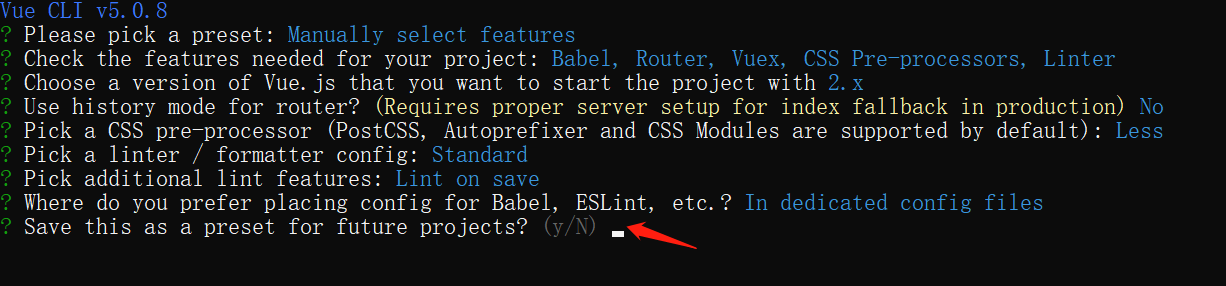 Vue CLI v5.0.8
? Please pick a preset: Manually select features
? Check the features needed for your project: Babel, Router, Vuex, CSS Pre-processors, Linter
? Choose a version of Vue.js that you want to start the project with 2.x
? Use history mode for router? (Requires proper server setup for index fallback in production) No
? Pick a CSS pre-processor (PostCSS, Autoprefixer and CSS Modules are supported by default): Less
? Pick a linter / formatter config: Standard
? Pick additional lint features: Lint on save
? Where do you prefer placing config for Babel, ESLint, etc.? In dedicated config files
? Save this as a preset for future projects? (y/N)